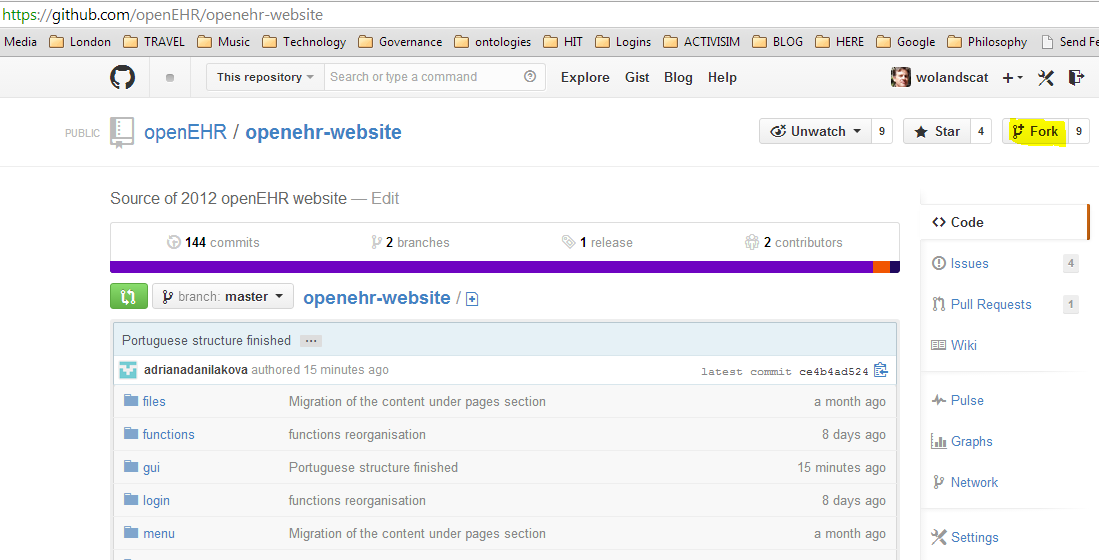 https://github.com/openEHR/openehr-website
Media London TRAVEL Music Technology Governance ontologies HIT Logins ACTIVISIM BLOG HERE Google Philosophy Send Fe
This repository Search or type a command Explore Gist Blog Help wolandscat
PUBLIC openEHR / openehr-website Unwatch 9 Star 4 Fork 9
Source of 2012 openEHR website — Edit
144 commits 2 branches 1 release 2 contributors
branch: master openehr-website /
Portuguese structure finished ...
adrianadanilakova authored 15 minutes ago latest commit ce4b4ad524
files Migration of the content under pages section a month ago
functions functions reorganisation 8 days ago
gui Portuguese structure finished 15 minutes ago
login functions reorganisation 8 days ago
menu Migration of the content under pages section a month ago
Code
Issues 4
Pull Requests 1
Wiki
Pulse
Graphs
Network
Settings